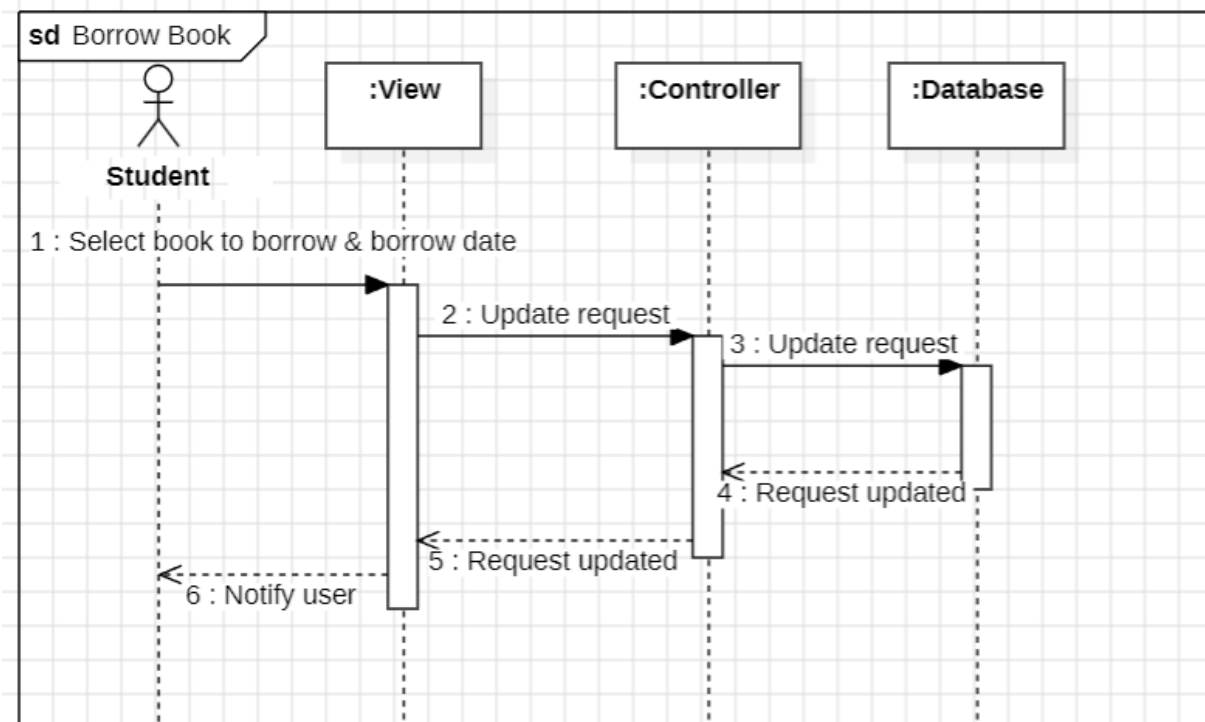 sd Borrow Book
:View
:Controller
:Database
Student
1 : Select book to borrow & borrow date
2 : Update request
3 : Update request
4 : Request updated
5 : Request updated
6 : Notify user